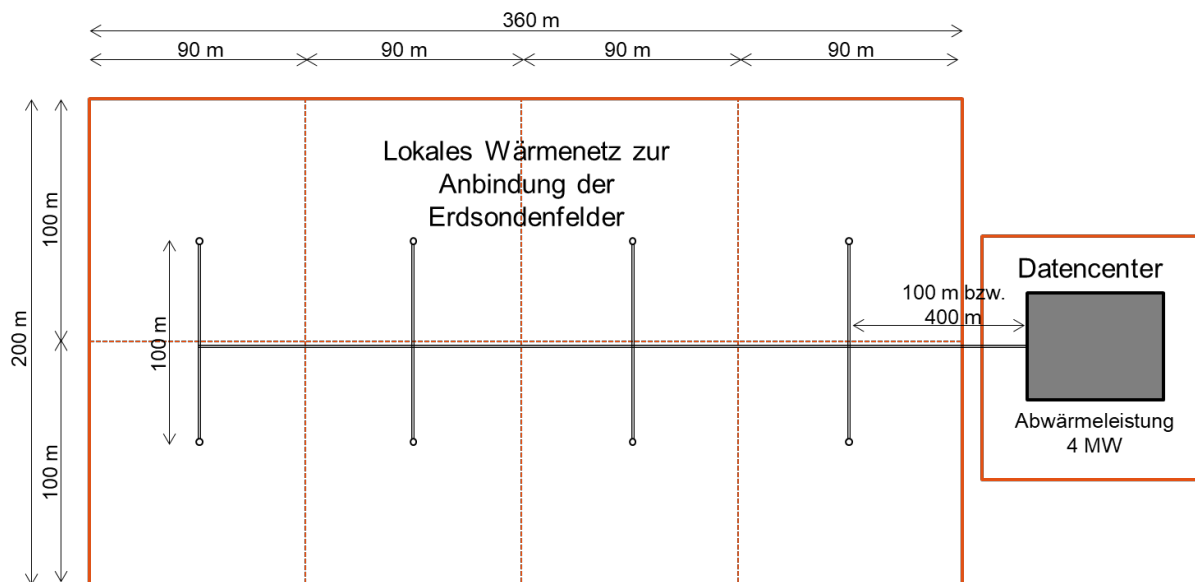 360 m
90 m
90 m
90 m
90 m
Lokales Wärmenetz zur
Anbindung der
Erdsondenfelder
100 m
200 m
100 m
100 m
Datencenter
100 m bzw.
400 m
Abwärmeleistung
4 MW